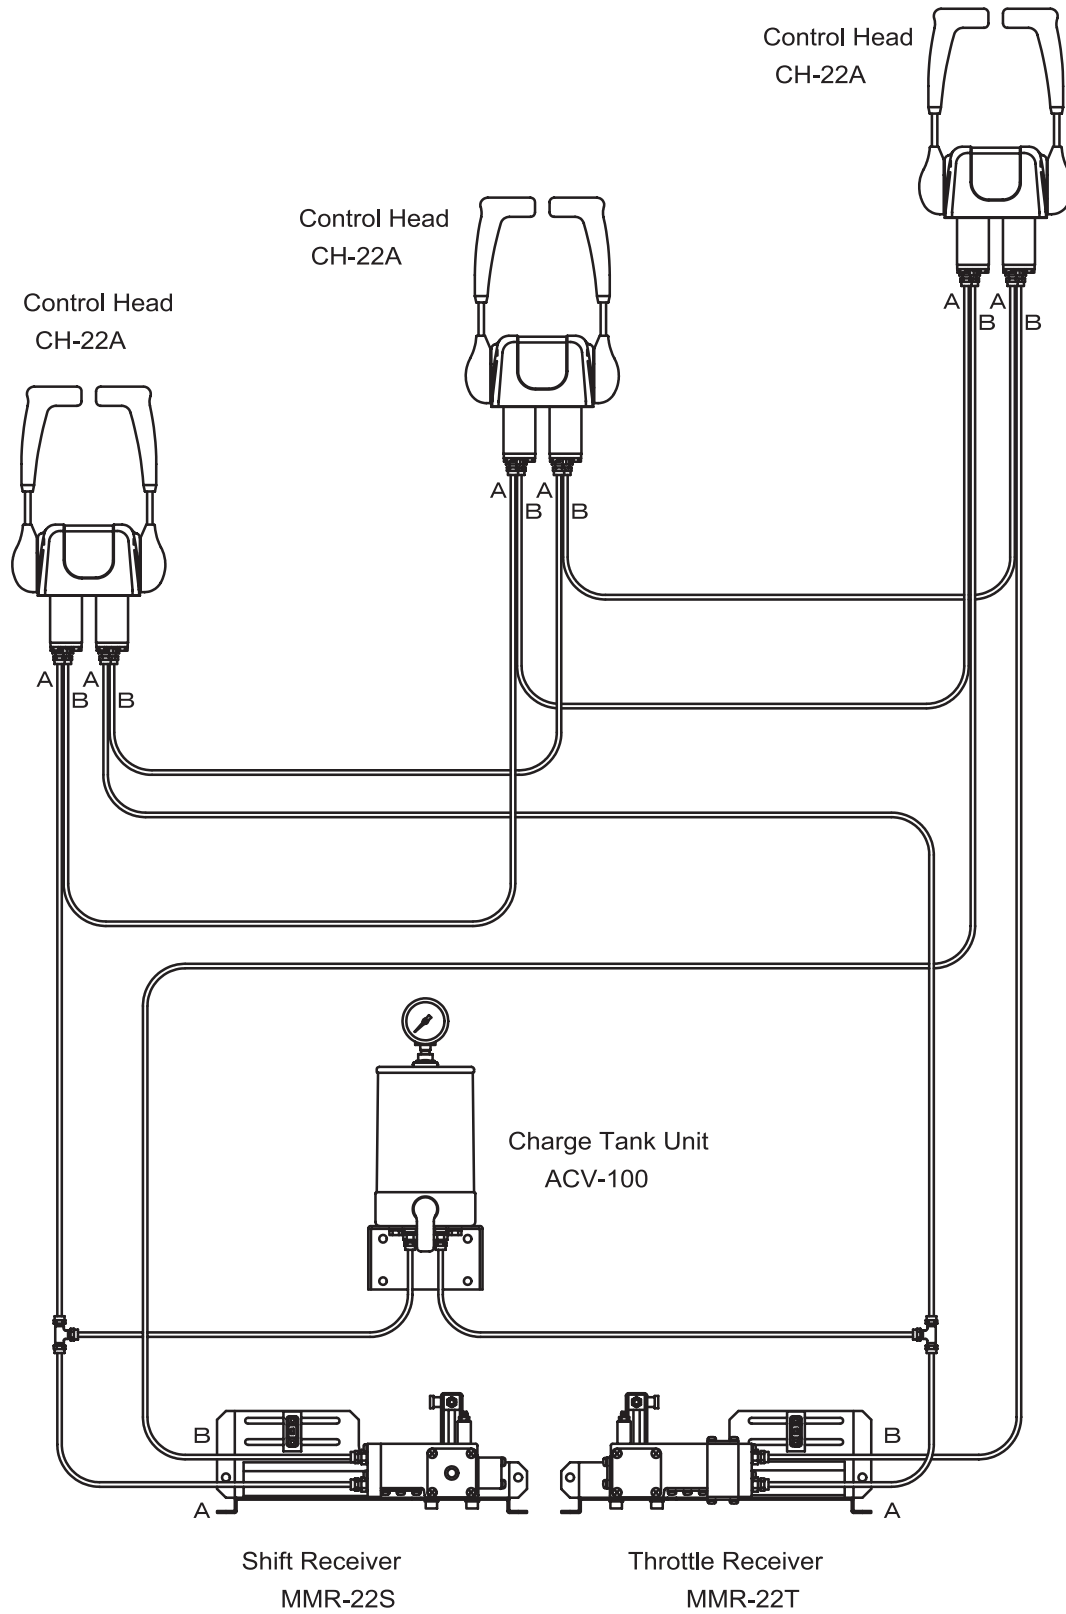 Control Head
CH-22A
A A
B B
Control Head
CH-22A
A A
B B
Control Head
CH-22A
A A
B B
Charge Tank Unit
ACV-100
B B
A A
Shift Receiver
MMR-22S
Throttle Receiver
MMR-22T